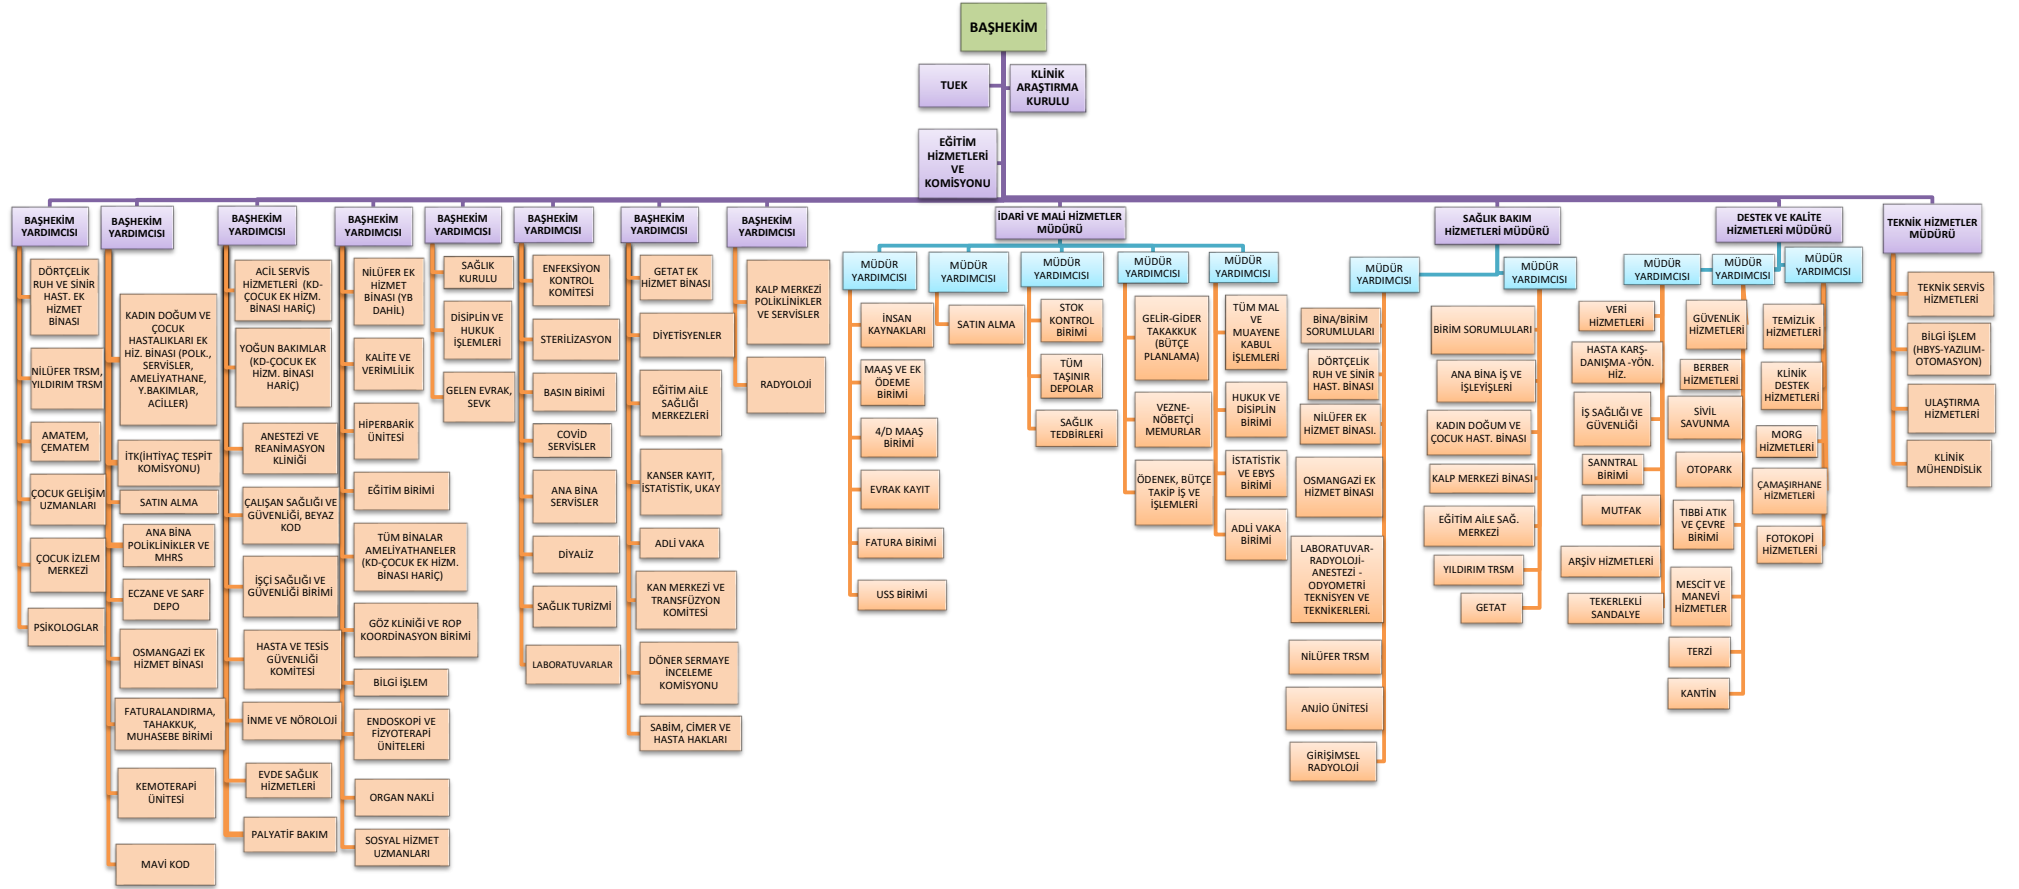 BAŞHEKİM
TUEK
KLİNİK
ARAŞTIRMA
KURULU
EĞİTİM
HİZMETLERİ
VE
KOMİSYONU
BAŞHEKİM
YARDIMCISI
DÖRTÇELİK
RUH VE SİNİR
HAST. EK
HİZMET
BİNASI
NİLÜFER TRSM,
YILDIRIM TRSM
AMATEM,
ÇEMATEM
ÇOCUK GELİŞİM
UZMANLARI
ÇOCUK İZLEM
MERKEZİ
PSİKOLOGLAR
BAŞHEKİM
YARDIMCISI
KADIN DOĞUM VE
ÇOCUK
HASTALIKLARI EK
HİZ. BİNASI (POLK.,
SERVİSLER,
AMELİYATHANE,
Y.BAKIMLAR,
ACİLLER)
İTK(İHTİYAÇ TESPİT
KOMİSYONU)
SATIN ALMA
ANA BİNA
POLİKLİNİKLER VE
MHRS
ECZANE VE SARF
DEPO
OSMANGAZİ EK
HİZMET BİNASI
FATURALANDIRMA,
TAHAKKUK,
MUHASEBE BİRİMİ
KEMOTERAPİ
ÜNİTESİ
MAVİ KOD
BAŞHEKİM
YARDIMCISI
ACİL SERVİS
HİZMETLERİ  (KD-
ÇOCUK EK HİZM.
BİNASI HARİÇ)
YOĞUN BAKIMLAR
(KD-ÇOCUK EK
HİZM. BİNASI
HARİÇ)
ANESTEZİ VE
REANİMASYON
KLİNİĞİ
ÇALIŞAN SAĞLIĞI VE
GÜVENLİĞİ, BEYAZ
KOD
İŞÇİ SAĞLIĞI VE
GÜVENLİĞİ BİRİMİ
HASTA VE TESİS
GÜVENLİĞİ
KOMİTESİ
İNME VE NÖROLOJİ
EVDE SAĞLIK
HİZMETLERİ
PALYATİF BAKIM
BAŞHEKİM
YARDIMCISI
NİLÜFER EK
HİZMET
BİNASI (YB
DAHİL)
KALİTE VE
VERİMLİLİK
HİPERBARİK
ÜNİTESİ
EĞİTİM BİRİMİ
TÜM BİNALAR
AMELİYATHANELER
(KD-ÇOCUK EK HİZM.
BİNASI HARİÇ)
GÖZ KLİNİĞİ VE ROP
KOORDİNASYON BİRİMİ
BİLGİ İŞLEM
ENDOSKOPİ VE
FİZYOTERAPİ
ÜNİTELERİ
ORGAN NAKLİ
SOSYAL HİZMET
UZMANLARI
BAŞHEKİM
YARDIMCISI
SAĞLIK
KURULU
DİSİPLİN VE
HUKUK
İŞLEMLERİ
GELEN EVRAK,
SEVK
BAŞHEKİM
YARDIMCISI
ENFEKSİYON
KONTROL
KOMİTESİ
STERİLİZASYON
BASIN BİRİMİ
COVİD
SERVİSLER
ANA BİNA
SERVİSLER
DİYALİZ
SAĞLIK TURİZMİ
LABORATUVARLAR
BAŞHEKİM
YARDIMCISI
GETAT EK
HİZMET BİNASI
DİYETİSYENLER
EĞİTİM AİLE
SAĞLIĞI
MERKEZLERİ
KANSER KAYIT,
İSTATİSTİK, UKAY
ADLİ VAKA
KAN MERKEZİ VE
TRANSFÜZYON
KOMİTESİ
DÖNER SERMAYE
İNCELEME
KOMİSYONU
SABİM, CİMER VE
HASTA HAKLARI
BAŞHEKİM
YARDIMCISI
KALP MERKEZİ
POLİKLİNİKLER
VE SERVİSLER
RADYOLOJİ
İDARİ VE MALİ HİZMETLER
MÜDÜRÜ
MÜDÜR
YARDIMCISI
İNSAN
KAYNAKLARI
MAAŞ VE EK
ÖDEME
BİRİMİ
4/D MAAŞ
BİRİMİ
EVRAK KAYIT
FATURA BİRİMİ
USS BİRİMİ
MÜDÜR
YARDIMCISI
SATIN ALMA
MÜDÜR
YARDIMCISI
STOK
KONTROL
BİRİMİ
TÜM
TAŞINIR
DEPOLAR
SAĞLIK
TEDBİRLERİ
MÜDÜR
YARDIMCISI
GELİR-GİDER
TAKAKKUK
(BÜTÇE
PLANLAMA)
VEZNE-
NÖBETÇİ
MEMURLAR
ÖDENEK, BÜTÇE
TAKİP İŞ VE
İŞLEMLERİ
MÜDÜR
YARDIMCISI
TÜM MAL
VE
MUAYENE
KABUL
İŞLEMLERİ
HUKUK VE
DİSİPLİN
BİRİMİ
İSTATİSTİK
VE EBYS
BİRİMİ
ADLİ VAKA
BİRİMİ
SAĞLIK BAKIM
HİZMETLERİ MÜDÜRÜ
MÜDÜR
YARDIMCISI
BİNA/BİRİM
SORUMLULARI
DÖRTÇELİK
RUH VE SİNİR
HAST. BİNASI
NİLÜFER EK
HİZMET BİNASI.
OSMANGAZİ EK
HİZMET BİNASI
LABORATUVAR-
RADYOLOJİ-
ANESTEZİ -
ODYOMETRİ
TEKNİSYEN VE
TEKNİKERLERİ.
NİLÜFER TRSM
ANJİO ÜNİTESİ
GİRİŞİMSEL
RADYOLOJİ
MÜDÜR
YARDIMCISI
BİRİM SORUMLULARI
ANA BİNA İŞ VE
İŞLEYİŞLERİ
KADIN DOĞUM VE
ÇOCUK HAST. BİNASI
KALP MERKEZİ BİNASI
EĞİTİM AİLE SAĞ.
MERKEZİ
YILDIRIM TRSM
GETAT
DESTEK VE KALİTE
HİZMETLERİ MÜDÜRÜ
MÜDÜR
YARDIMCISI
VERİ
HİZMETLERİ
HASTA KARŞ-
DANIŞMA -YÖN.
HİZ.
İŞ SAĞLIĞI VE
GÜVENLİĞİ
SANNTRAL
BİRİMİ
MUTFAK
ARŞİV HİZMETLERİ
TEKERLEKLİ
SANDALYE
MÜDÜR
YARDIMCISI
GÜVENLİK
HİZMETLERİ
BERBER
HİZMETLERİ
SİVİL
SAVUNMA
OTOPARK
TIBBİ ATIK
VE ÇEVRE
BİRİMİ
MESCİT VE
MANEVİ
HİZMETLER
TERZİ
KANTİN
MÜDÜR
YARDIMCISI
TEMİZLİK
HİZMETLERİ
KLİNİK
DESTEK
HİZMETLERİ
MORG
HİZMETLERİ
ÇAMAŞIRHANE
HİZMETLERİ
FOTOKOPİ
HİZMETLERİ
TEKNİK HİZMETLER
MÜDÜRÜ
TEKNİK SERVİS
HİZMETLERİ
BİLGİ İŞLEM
(HBYS-YAZILIM-
OTOMASYON)
ULAŞTIRMA
HİZMETLERİ
KLİNİK
MÜHENDİSLİK